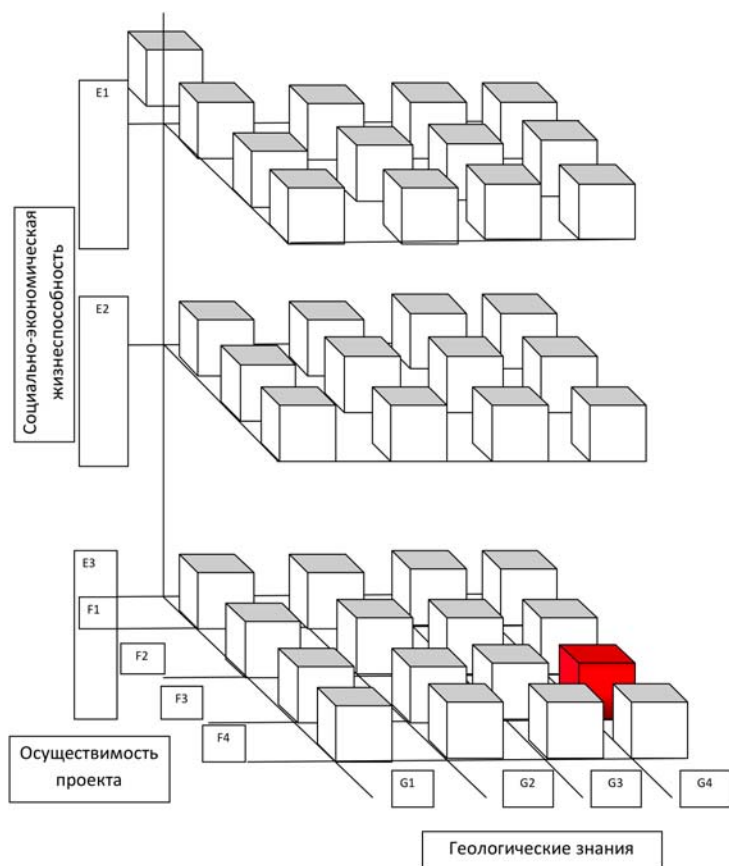 E1
Социально-экономическая
жизнеспособность
E2
E3
F1
F2
F3
F4
Осуществимость
проекта
G1
G2
G3
G4
Геологические знания